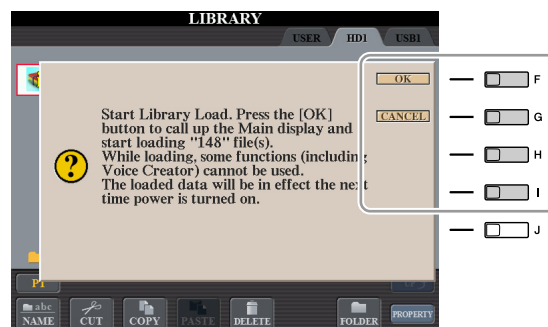 LIBRARY
USER HD1 USB1
OK F
CANCEL G
H
I
J
Start Library Load. Press the [OK]
button to call up the Main display and
start loading "148" file(s).
While loading, some functions (including
Voice Creator) cannot be used.
The loaded data will be in effect the next
time power is turned on.
P1
abc
NAME CUT COPY PASTE DELETE FOLDER PROPERTY